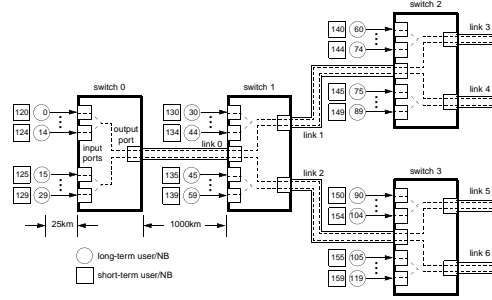 switch 2
140 60
144 74
link 3
145 75
149 89
link 4
switch 0
switch 1
120 0
124 14
output
port
input
ports
125 15
129 29
130 30
134 44
link 0
135 45
139 59
link 1
link 2
25km
1000km
switch 3
150 90
154 104
link 5
155 105
159 119
link 6
long-term user/NB
short-term user/NB